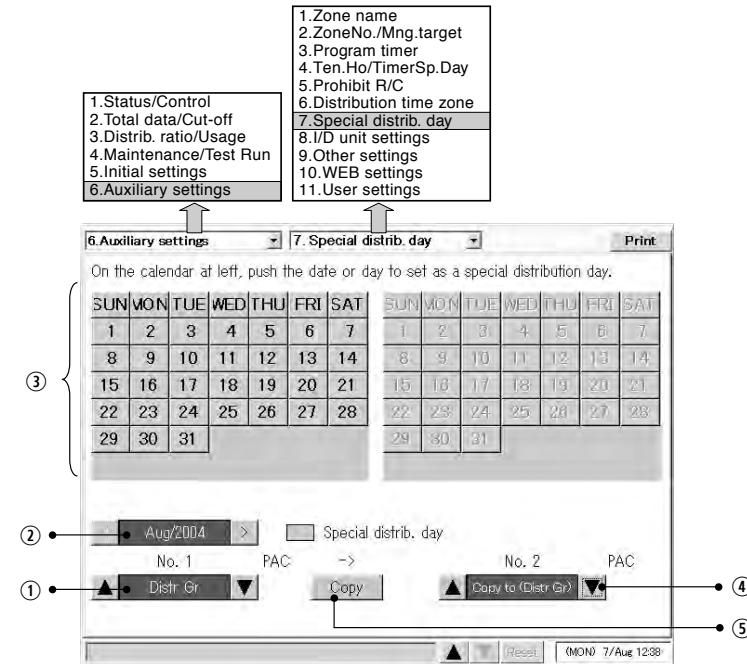 1.Zone name
2.ZoneNo./Mng.target
3.Program timer
4.Ten.Ho/TimerSp.Day
5.Prohibit R/C
6.Distribution time zone
7.Special distrib. day
8.I/D unit settings
9.Other settings
10.WEB settings
11.User settings
1.Status/Control
2.Total data/Cut-off
3.Distrib. ratio/Usage
4.Maintenance/Test Run
5.Initial settings
6.Auxiliary settings
6.Auxiliary settings 7. Special distrib. day Print
On the calendar at left, push the date or day to set as a special distribution day.
SUN MON TUE WED THU FRI SAT SUN MON TUE WED THU FRI SAT
1 2 3 4 5 6 7 1 2 3 4 5 6 7
8 9 10 11 12 13 14 8 9 10 11 12 13 14
15 16 17 18 19 20 21 15 16 17 18 19 20 21
22 23 24 25 26 27 28 22 23 24 25 26 27 28
29 30 31 29 30 31
③
② < Aug/2004 > Special distrib. day
No. 1 PAC -> No. 2 PAC
① ▲ Distr Gr ▼ Copy ▲ Copy to (Distr Gr) ▼ ④
⑤
▲ ▼ Reset (MON) 7/Aug 12:38